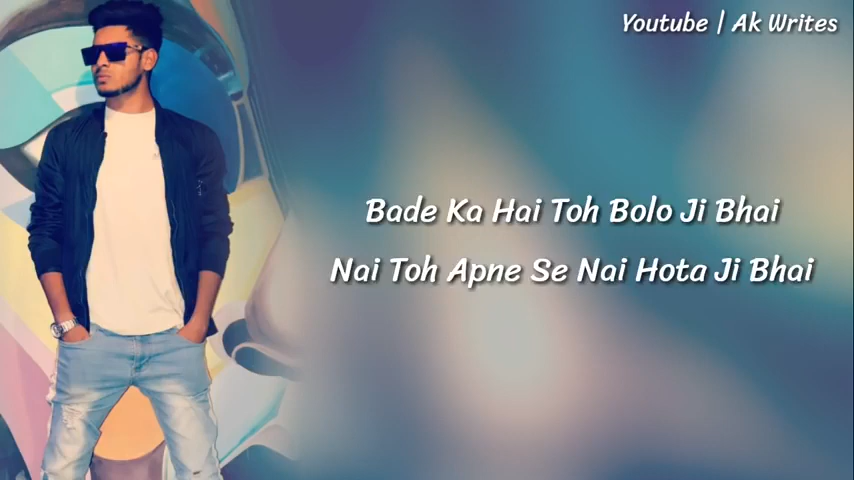 Youtube | Ak Writes
Bade Ka Hai Toh Bolo Ji Bhai
Nai Toh Apne Se Nai Hota Ji Bhai